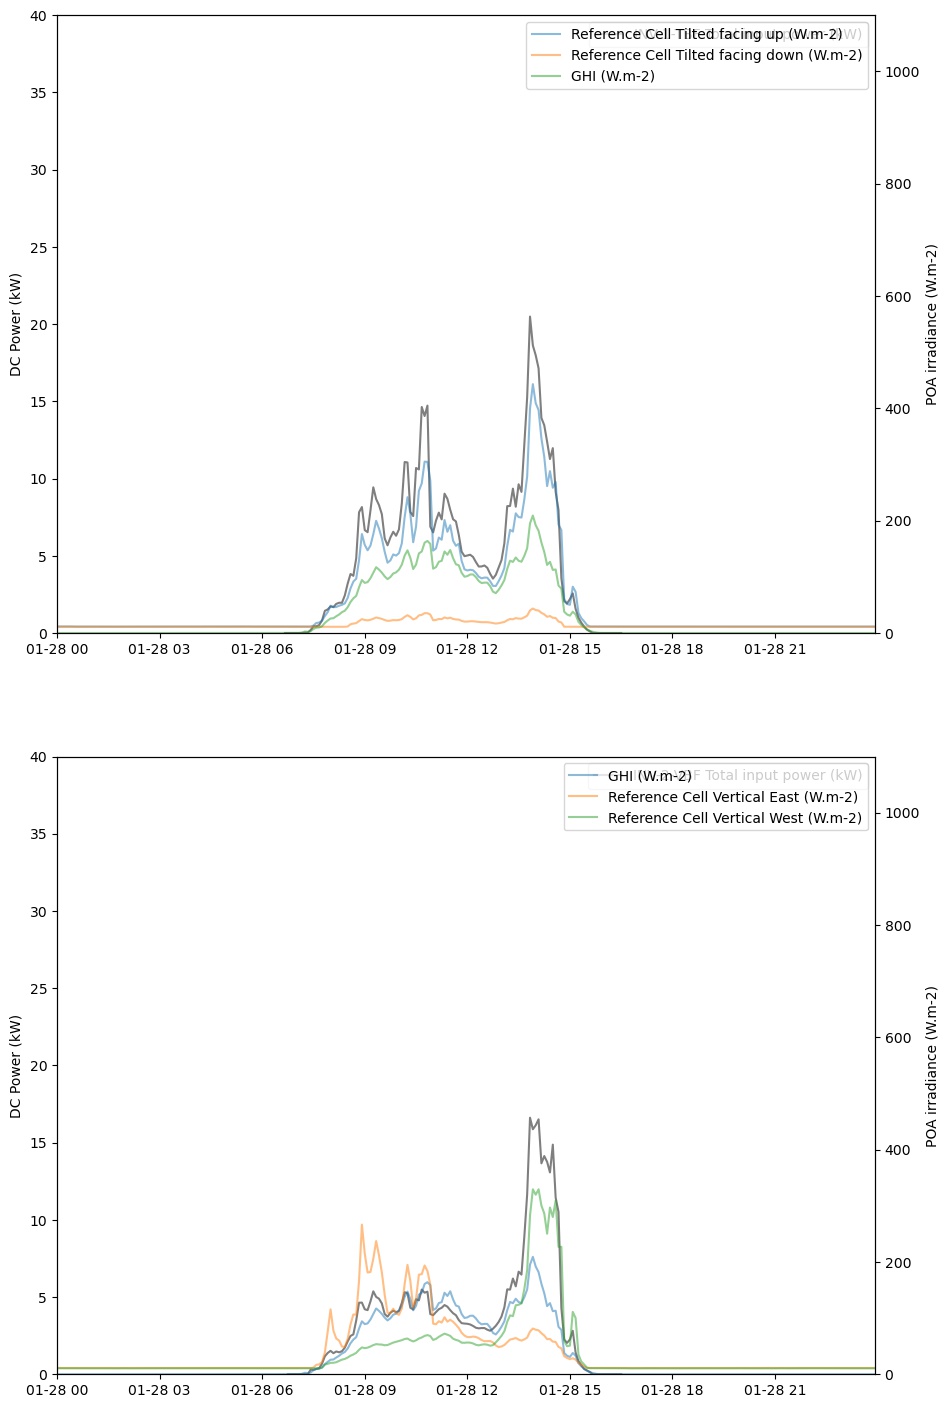 40
35
30
25
20
15
10
5
0
DC Power (kW)
Reference Cell Tilted facing up (W.m-2)
Reference Cell Tilted facing down (W.m-2)
GHI (W.m-2)
1000
800
600
400
200
0
POA irradiance (W.m-2)
01-28 00 01-28 03 01-28 06 01-28 09 01-28 12 01-28 15 01-28 18 01-28 21
40
35
30
25
20
15
10
5
0
DC Power (kW)
GHI (W.m-2) Total input power (kW)
Reference Cell Vertical East (W.m-2)
Reference Cell Vertical West (W.m-2)
1000
800
600
400
200
0
POA irradiance (W.m-2)
01-28 00 01-28 03 01-28 06 01-28 09 01-28 12 01-28 15 01-28 18 01-28 21